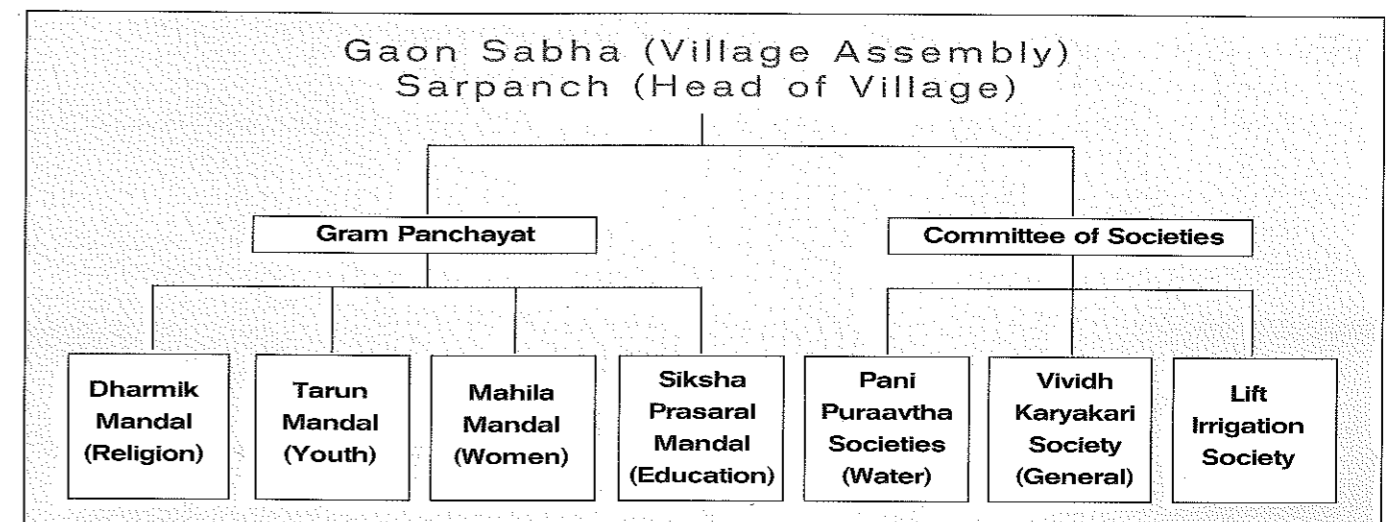 Gaon Sabha (Village Assembly)
Sarpanch (Head of Village)
Gram Panchayat
Committee of Societies
Dharmik
Mandal
(Religion)
Tarun
Mandal
(Youth)
Mahila
Mandal
(Women)
Siksha
Prasaral
Mandal
(Education)
Pani
Puraavtha
Societies
(Water)
Vividh
Karyakari
Society
(General)
Lift
Irrigation
Society